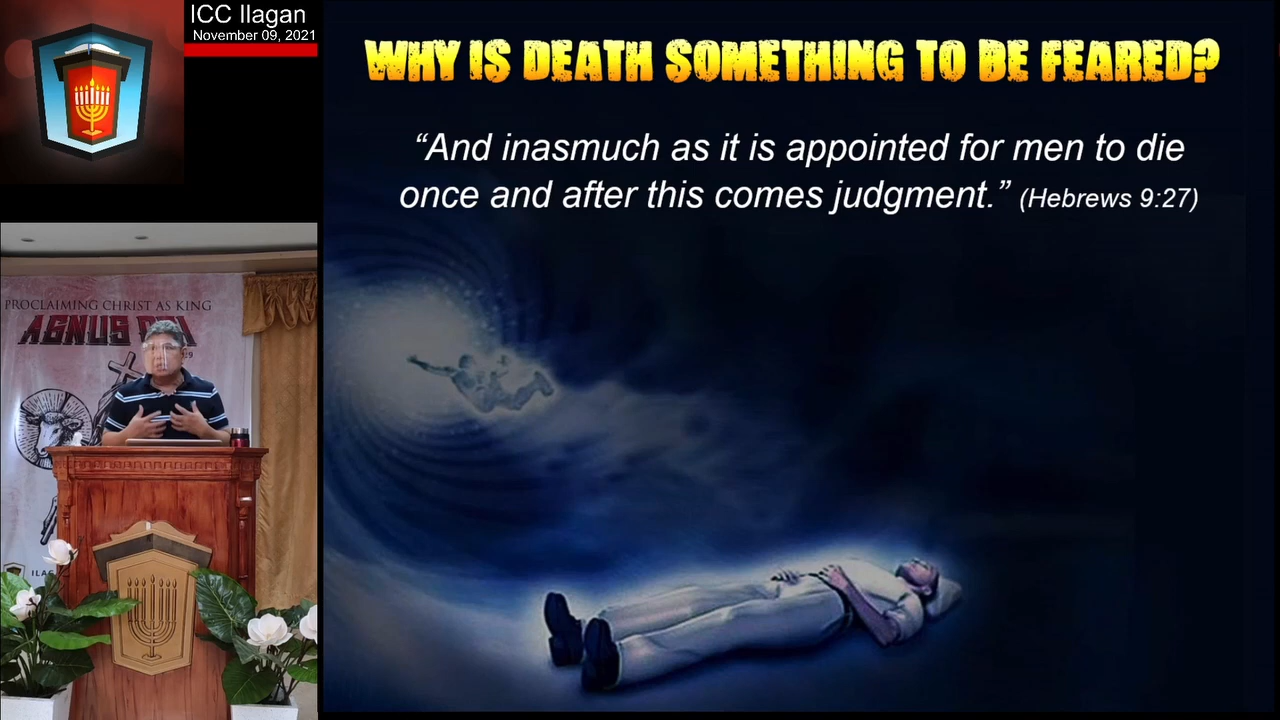 ICC Ilagan
November 09, 2021
WHY IS DEATH SOMETHING TO BE FEARED?
“And inasmuch as it is appointed for men to die
once and after this comes judgment.” (Hebrews 9:27)
PROCLAIMING CHRIST AS KING
AGNUS